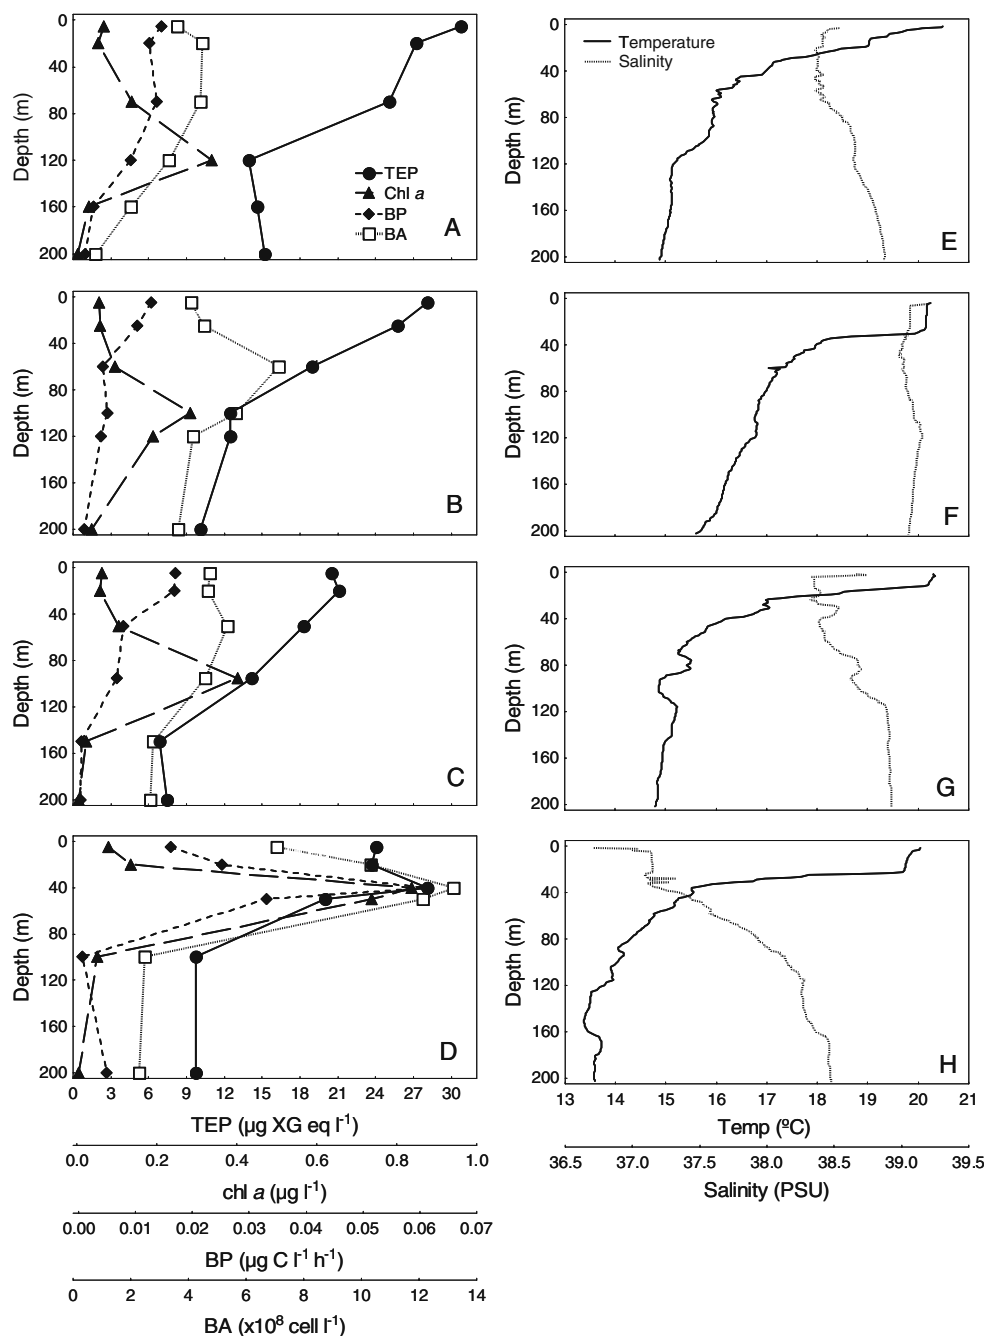 0
40
80
120
160
200
Depth (m)
TEP
Chl a
BP
BA
A
0
40
80
120
160
200
Depth (m)
Temperature
Salinity
E
0
40
80
120
160
200
Depth (m)
B
0
40
80
120
160
200
Depth (m)
F
0
40
80
120
160
200
Depth (m)
C
0
40
80
120
160
200
Depth (m)
G
0
40
80
120
160
200
Depth (m)
D
0 3 6 9 12 15 18 21 24 27 30
TEP (µg XG eq l⁻¹)
0.0 0.2 0.4 0.6 0.8 1.0
chl a (µg l⁻¹)
0.00 0.01 0.02 0.03 0.04 0.05 0.06 0.07
BP (µg C l⁻¹ h⁻¹)
0 2 4 6 8 10 12 14
BA (x10⁸ cell l⁻¹)
0
40
80
120
160
200
Depth (m)
H
13 14 15 16 17 18 19 20 21
Temp (ºC)
36.5 37.0 37.5 38.0 38.5 39.0 39.5
Salinity (PSU)